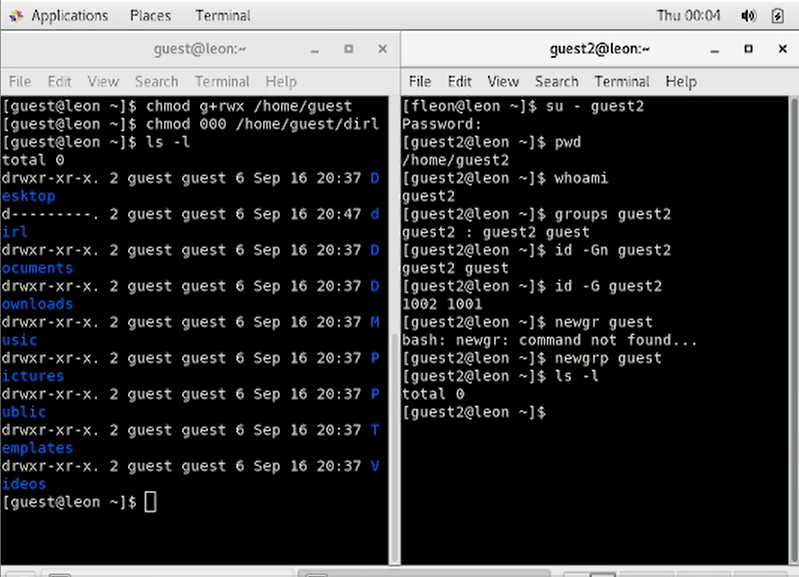 Applications Places Terminal Thu 00:04
guest@leon:~
File Edit View Search Terminal Help
[guest@leon ~]$ chmod g+rwx /home/guest
[guest@leon ~]$ chmod 000 /home/guest/dirl
[guest@leon ~]$ ls -l
total 0
drwxr-xr-x. 2 guest guest 6 Sep 16 20:37 D
esktop
d---------. 2 guest guest 6 Sep 16 20:47 d
irl
drwxr-xr-x. 2 guest guest 6 Sep 16 20:37 D
ocuments
drwxr-xr-x. 2 guest guest 6 Sep 16 20:37 D
ownloads
drwxr-xr-x. 2 guest guest 6 Sep 16 20:37 M
usic
drwxr-xr-x. 2 guest guest 6 Sep 16 20:37 P
ictures
drwxr-xr-x. 2 guest guest 6 Sep 16 20:37 P
ublic
drwxr-xr-x. 2 guest guest 6 Sep 16 20:37 T
emplates
drwxr-xr-x. 2 guest guest 6 Sep 16 20:37 V
ideos
[guest@leon ~]$
guest2@leon:~
File Edit View Search Terminal Help
[fleon@leon ~]$ su - guest2
Password:
[guest2@leon ~]$ pwd
/home/guest2
[guest2@leon ~]$ whoami
guest2
[guest2@leon ~]$ groups guest2
guest2 : guest2 guest
[guest2@leon ~]$ id -Gn guest2
guest2 guest
[guest2@leon ~]$ id -G guest2
1002 1001
[guest2@leon ~]$ newgr guest
bash: newgr: command not found...
[guest2@leon ~]$ newgrp guest
[guest2@leon ~]$ ls -l
total 0
[guest2@leon ~]$